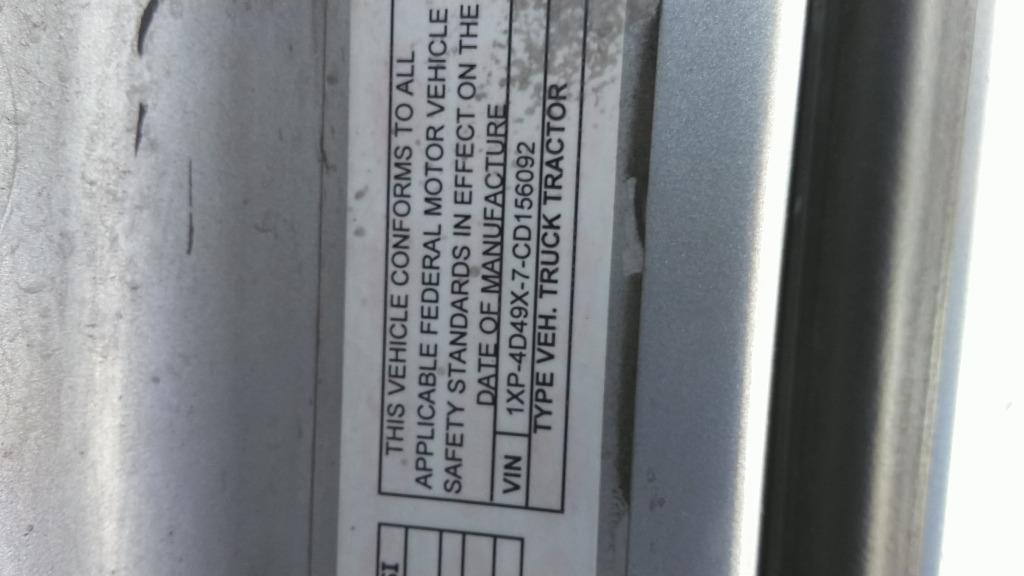 THIS VEHICLE CONFORMS TO ALL
APPLICABLE FEDERAL MOTOR VEHICLE
SAFETY STANDARDS IN EFFECT ON THE
DATE OF MANUFACTURE
VIN 1XP-4D49X-7-CD156092
TYPE VEH. TRUCK TRACTOR